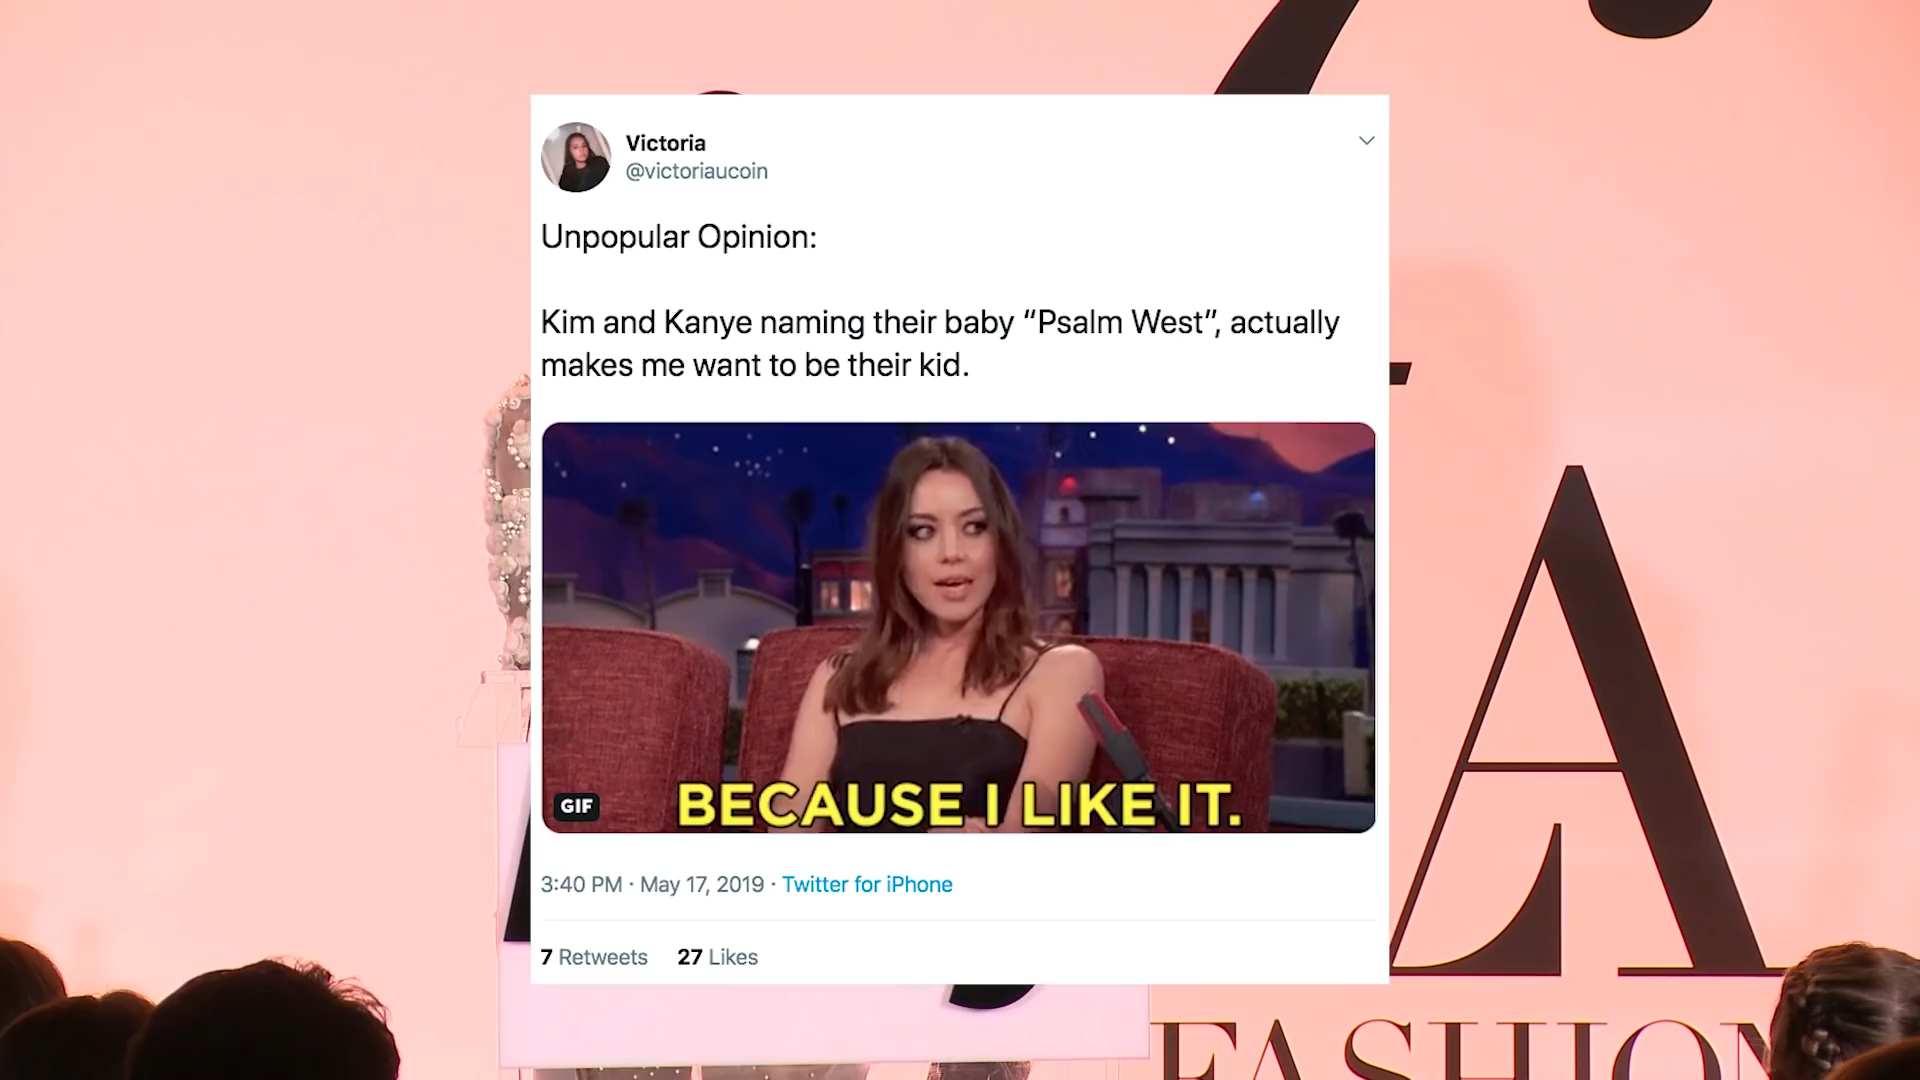 Victoria
@victoriaucoin
Unpopular Opinion:
Kim and Kanye naming their baby “Psalm West”, actually
makes me want to be their kid.
BECAUSE I LIKE IT.
GIF
3:40 PM · May 17, 2019 · Twitter for iPhone
7 Retweets 27 Likes
A
FASHION